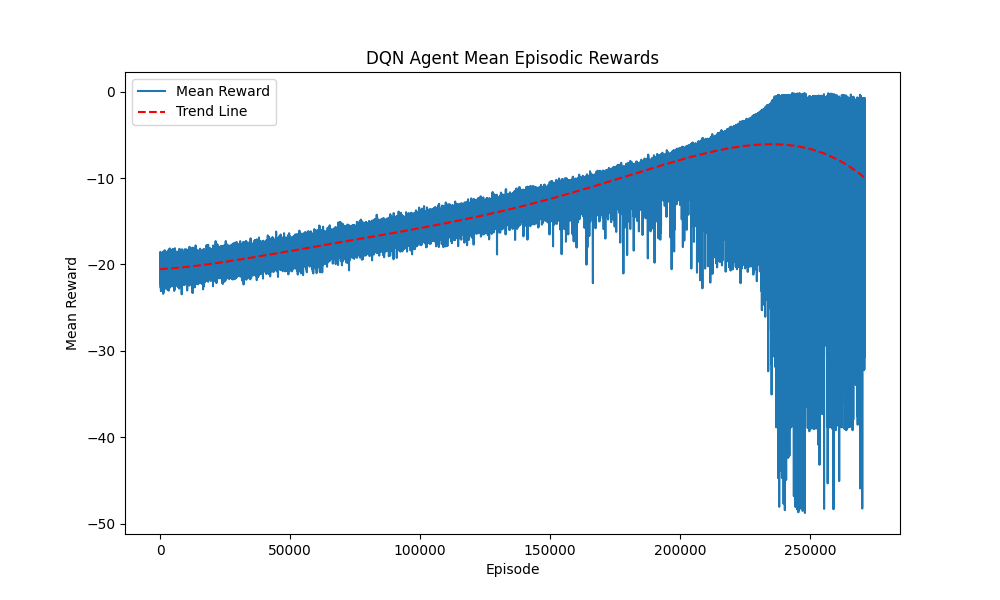 DQN Agent Mean Episodic Rewards
Mean Reward
Trend Line
0
−10
−20
−30
−40
−50
Mean Reward
0
50000
100000
150000
200000
250000
Episode